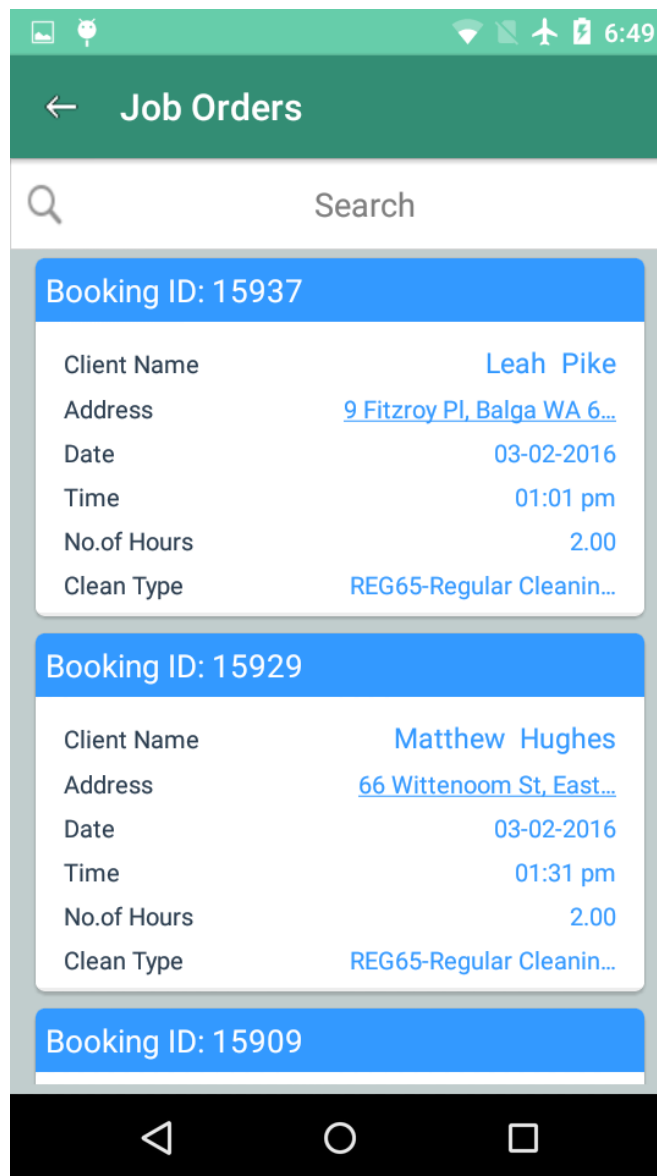 6:49
Job Orders
Search
Booking ID: 15937
Client Name Leah Pike
Address 9 Fitzroy Pl, Balga WA 6...
Date 03-02-2016
Time 01:01 pm
No.of Hours 2.00
Clean Type REG65-Regular Cleanin...
Booking ID: 15929
Client Name Matthew Hughes
Address 66 Wittenoom St, East...
Date 03-02-2016
Time 01:31 pm
No.of Hours 2.00
Clean Type REG65-Regular Cleanin...
Booking ID: 15909